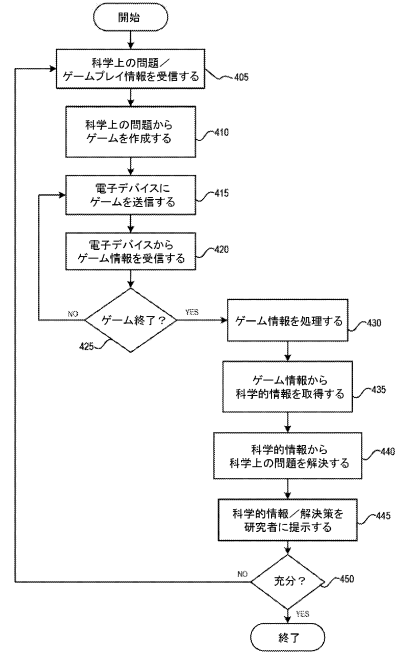 開始
科学上の問題／
ゲームプレイ情報を受信する
405
科学上の問題から
ゲームを作成する
410
電子デバイスに
ゲームを送信する
415
電子デバイスから
ゲーム情報を受信する
420
NO
ゲーム終了？
YES
425
ゲーム情報を処理する
430
ゲーム情報から
科学的情報を取得する
435
科学的情報から
科学上の問題を解決する
440
科学的情報／解決策を
研究者に提示する
445
NO
充分？
450
YES
終了